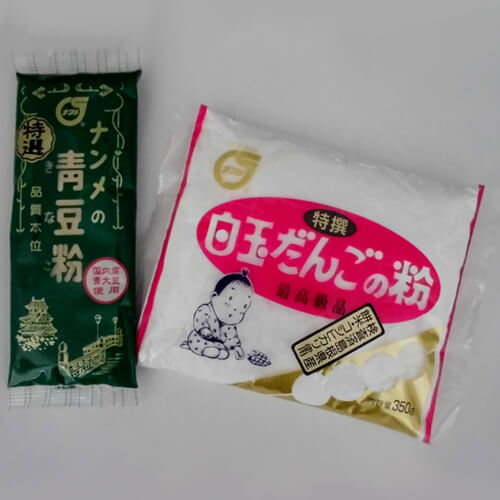 特選
ナンメの
青豆粉
きな
品質本位
国内産
青大豆
使用
特撰
白玉だんごの粉
最高級品
内容量350g